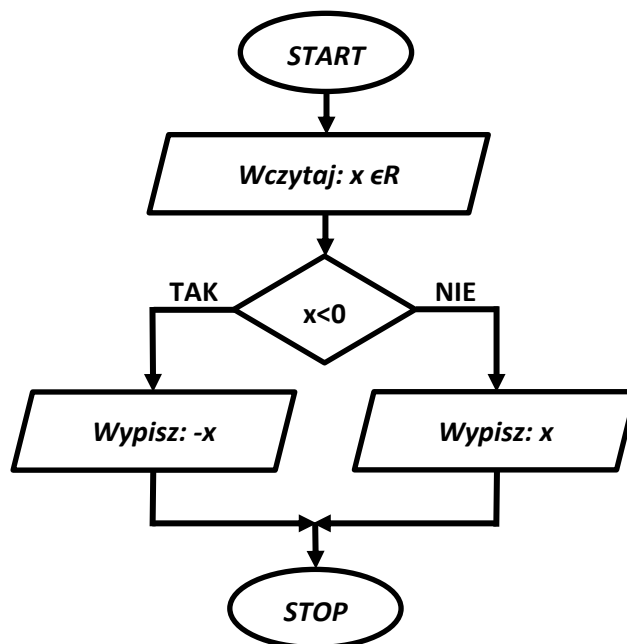 START
Wczytaj: x ϵR
TAK
NIE
x<0
Wypisz: -x
Wypisz: x
STOP